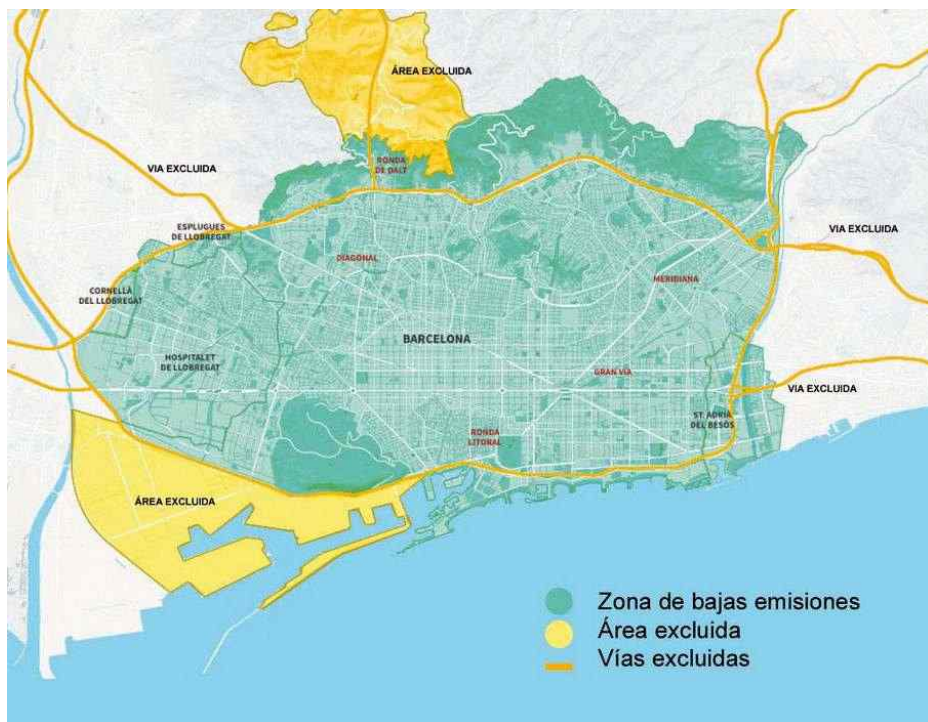 ÁREA EXCLUIDA
RONDA
DE DALT
VIA EXCLUIDA
ESPLUGUES
DE LLOBREGAT
VIA EXCLUIDA
DIAGONAL
MERIDIANA
CORNELLÀ
DEL LLOBREGAT
BARCELONA
HOSPITALET
DE LLOBREGAT
GRAN VIA
VIA EXCLUIDA
ST. ADRIÀ
DEL BESÒS
RONDA
LITORAL
ÁREA EXCLUIDA
Zona de bajas emisiones
Área excluida
Vías excluidas